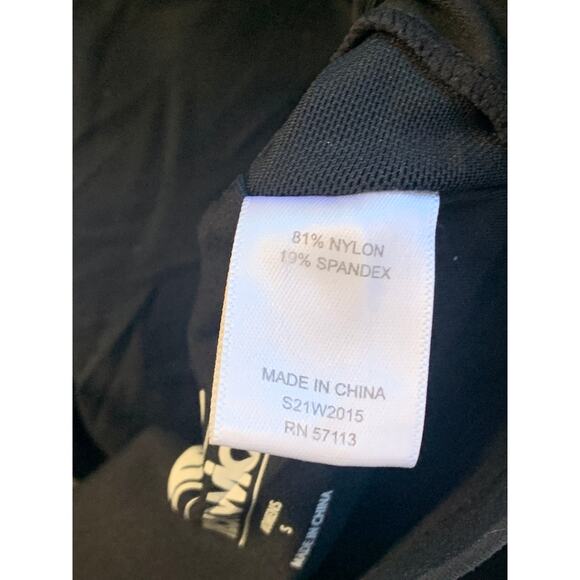 81% NYLON
19% SPANDEX
MADE IN CHINA
S21W2015
RN 57113
S
MADE IN CHINA